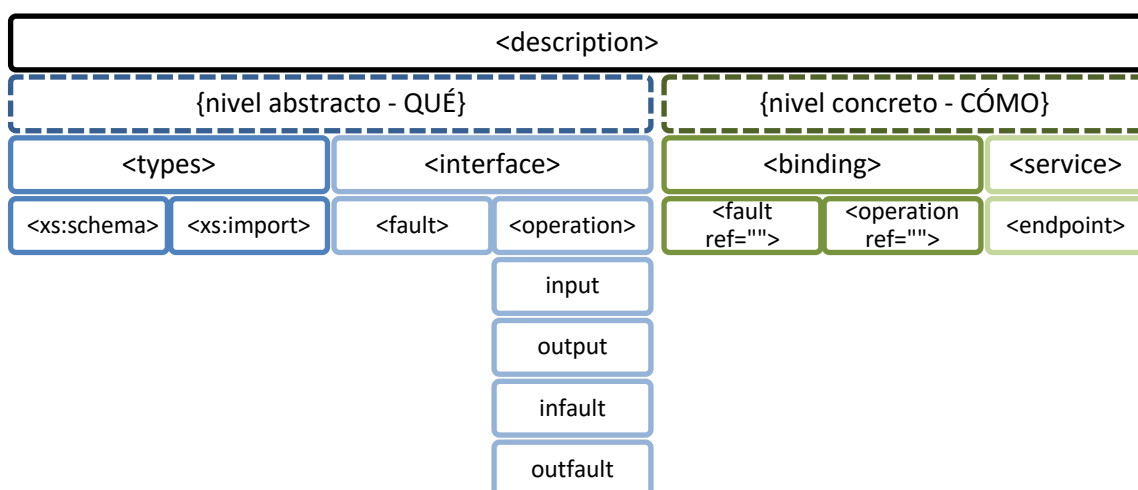 <description>
{nivel abstracto - QUÉ}
{nivel concreto - CÓMO}
<types>
<interface>
<binding>
<service>
<xs:schema>
<xs:import>
<fault>
<operation>
<fault
ref="">
<operation
ref="">
<endpoint>
input
output
infault
outfault